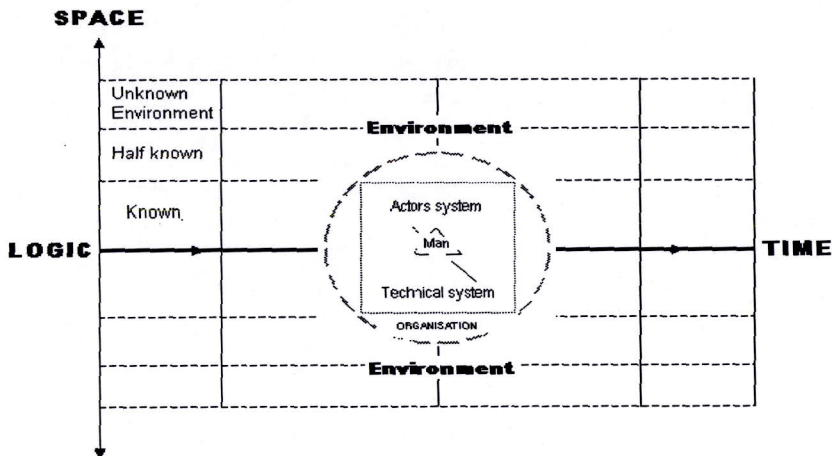 SPACE
Unknown
Environment
Environment
Half known
Known
Actors system
Man
LOGIC
TIME
Technical system
ORGANISATION
Environment